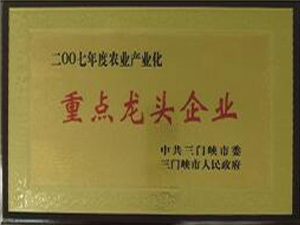 二00七年度农业产业化
重点龙头企业
中共三门峡市委
三门峡市人民政府